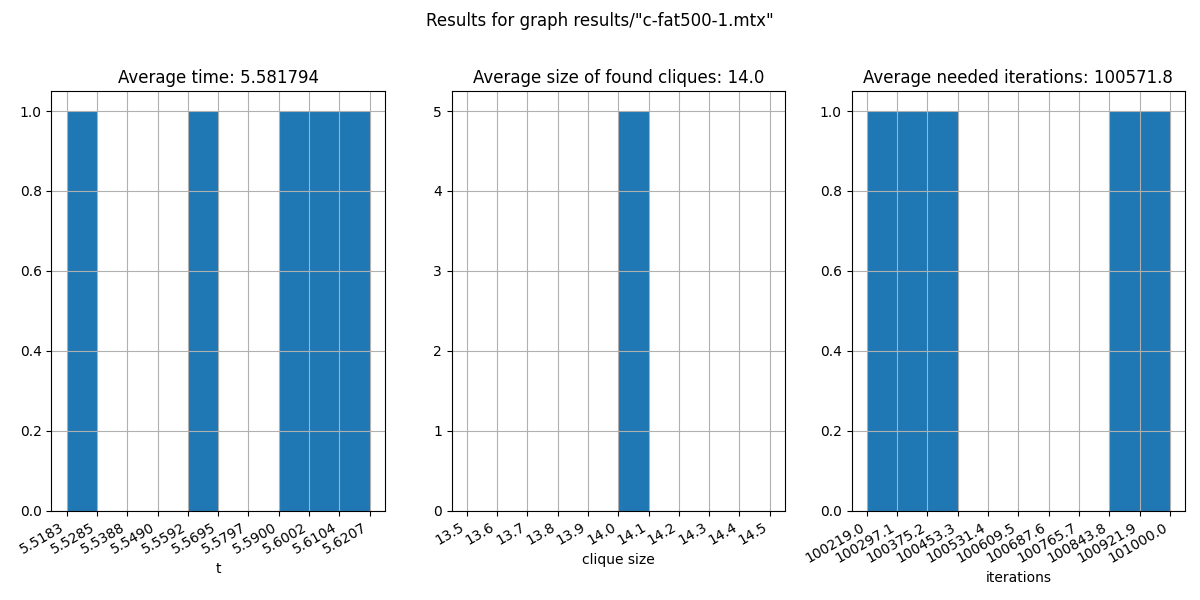 Results for graph results/"c-fat500-1.mtx"
Average time: 5.581794
1.0
0.8
0.6
0.4
0.2
0.0
5.5183 5.5285 5.5388 5.5490 5.5592 5.5695 5.5797 5.5900 5.6002 5.6104 5.6207
t
Average size of found cliques: 14.0
5
4
3
2
1
0
13.5 13.6 13.7 13.8 13.9 14.0 14.1 14.2 14.3 14.4 14.5
clique size
Average needed iterations: 100571.8
1.0
0.8
0.6
0.4
0.2
0.0
100219.0 100297.1 100375.2 100453.3 100531.4 100609.5 100687.6 100765.7 100843.8 100921.9 101000.0
iterations